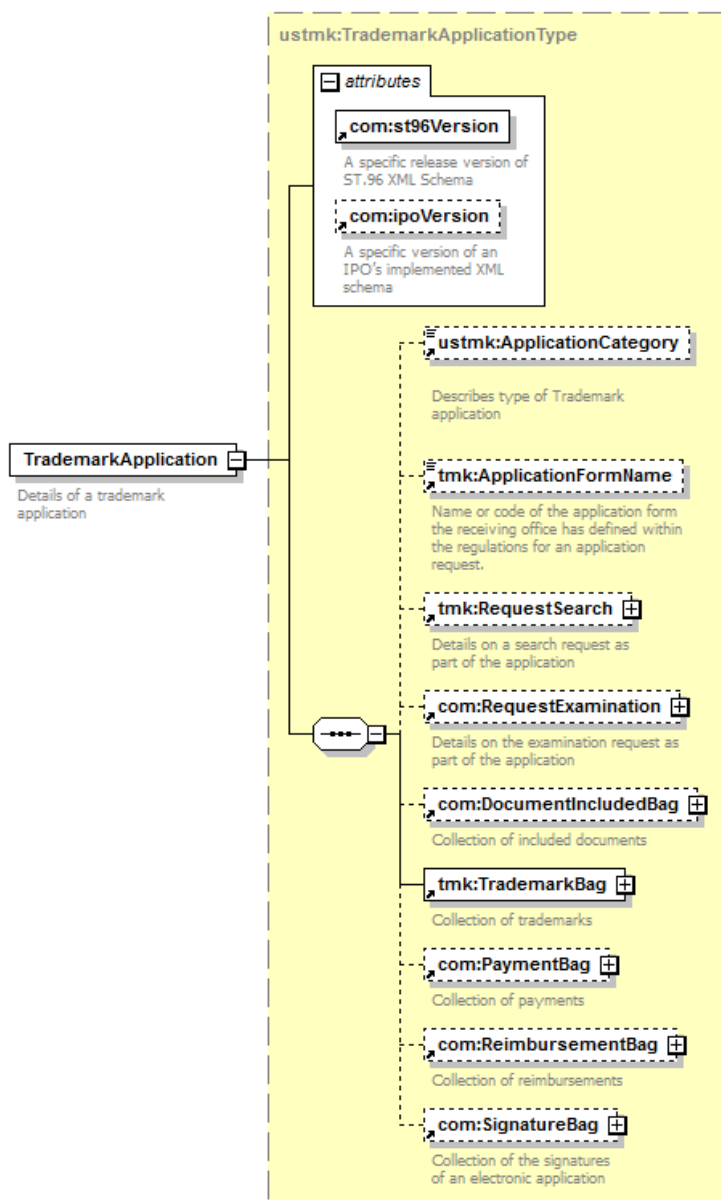 ustmk:TrademarkApplicationType
attributes
com:st96Version
A specific release version of
ST.96 XML Schema
com:ipoVersion
A specific version of an
IPO's implemented XML
schema
ustmk:ApplicationCategory
Describes type of Trademark
application
TrademarkApplication
Details of a trademark
application
tmk:ApplicationFormName
Name or code of the application form
the receiving office has defined within
the regulations for an application
request.
tmk:RequestSearch
Details on a search request as
part of the application
com:RequestExamination
Details on the examination request as
part of the application
com:DocumentIncludedBag
Collection of included documents
tmk:TrademarkBag
Collection of trademarks
com:PaymentBag
Collection of payments
com:ReimbursementBag
Collection of reimbursements
com:SignatureBag
Collection of the signatures
of an electronic application